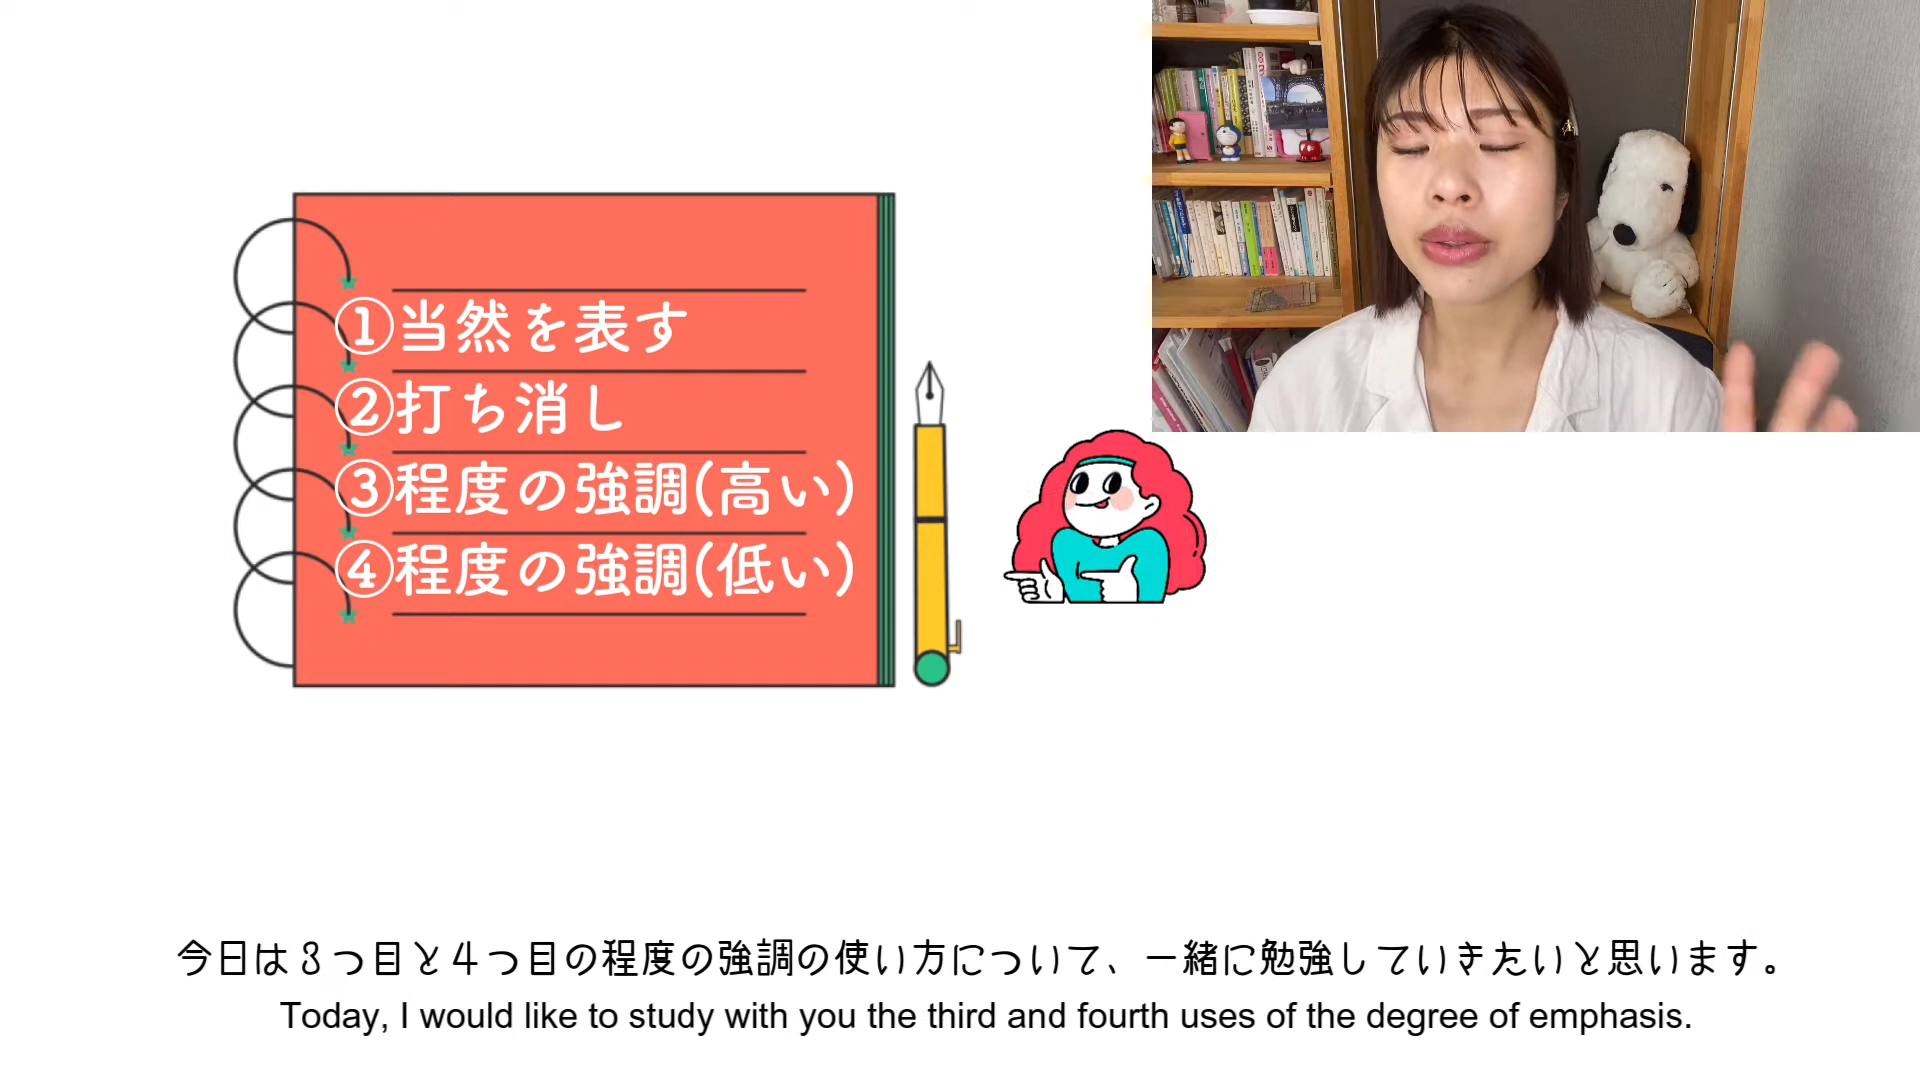 ①当然を表す
②打ち消し
③程度の強調(高い)
④程度の強調(低い)
今日は3つ目と4つ目の程度の強調の使い方について、一緒に勉強していきたいと思います。
Today, I would like to study with you the third and fourth uses of the degree of emphasis.